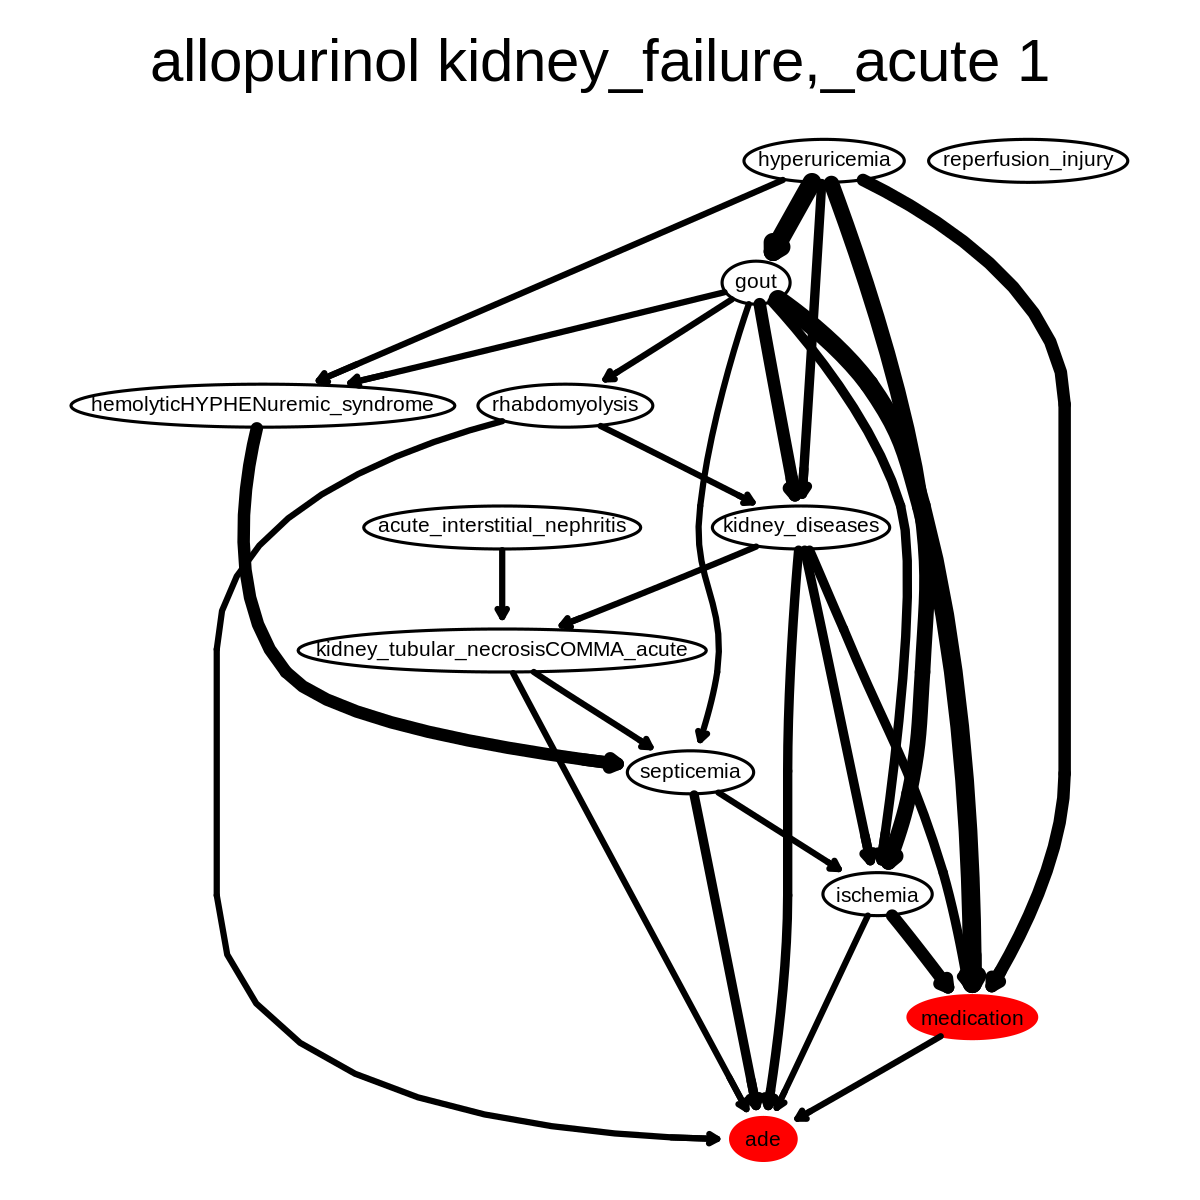 allopurinol kidney_failure,_acute 1
hyperuricemia
reperfusion_injury
gout
hemolyticHYPHENuremic_syndrome
rhabdomyolysis
acute_interstitial_nephritis
kidney_diseases
kidney_tubular_necrosisCOMMA_acute
septicemia
ischemia
medication
ade